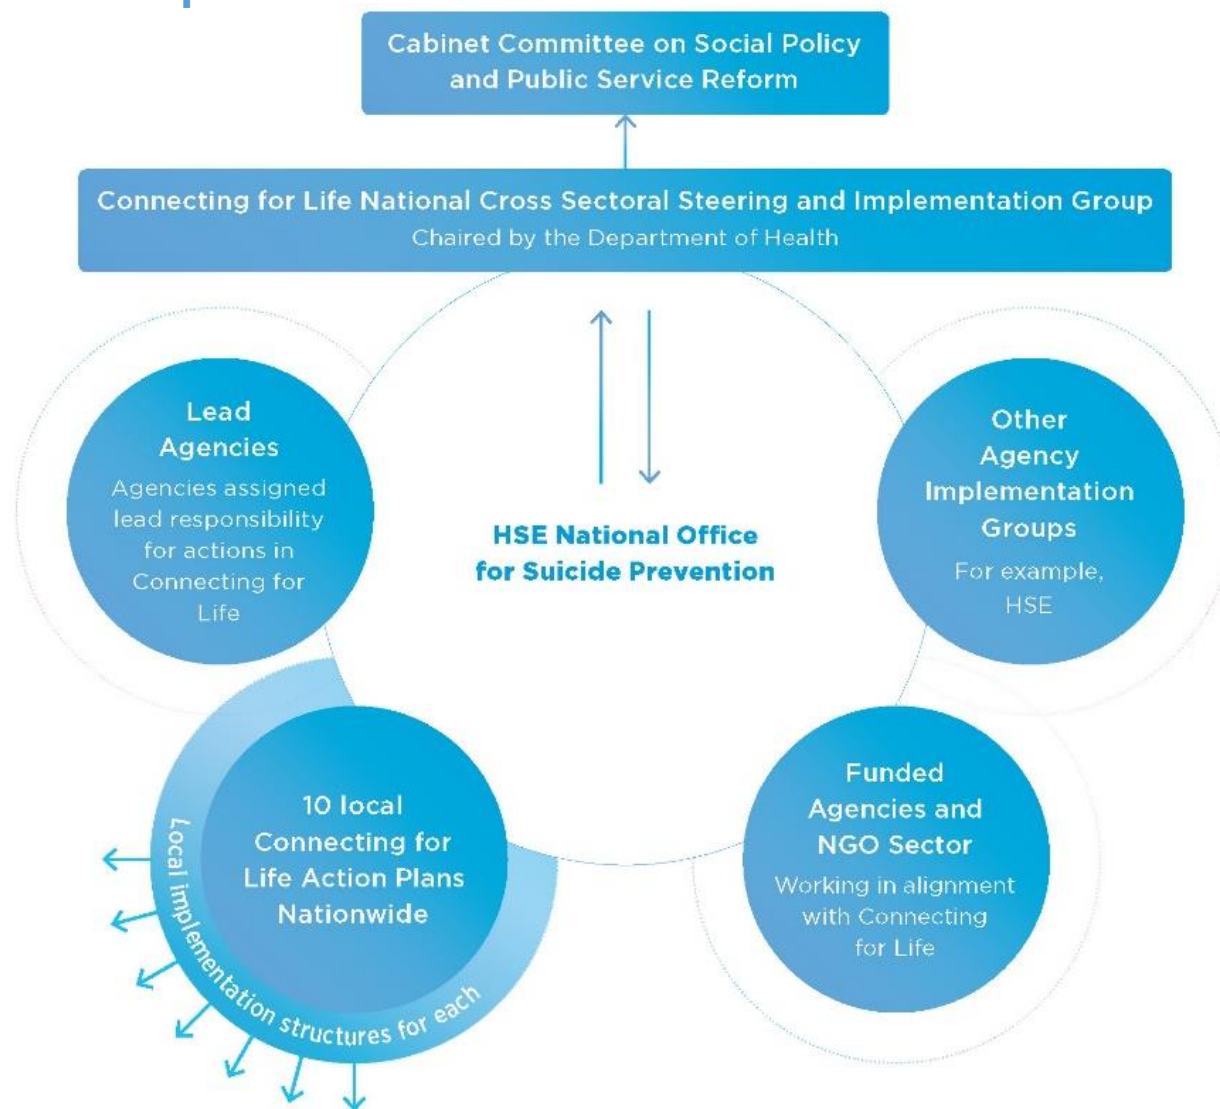 Cabinet Committee on Social Policy
and Public Service Reform
Connecting for Life National Cross Sectoral Steering and Implementation Group
Chaired by the Department of Health
Lead
Agencies
Agencies assigned
lead responsibility
for actions in
Connecting for
Life
HSE National Office
for Suicide Prevention
Other
Agency
Implementation
Groups
For example,
HSE
10 local
Connecting for
Life Action Plans
Nationwide
Local implementation structures for each
Funded
Agencies and
NGO Sector
Working in alignment
with Connecting
for Life